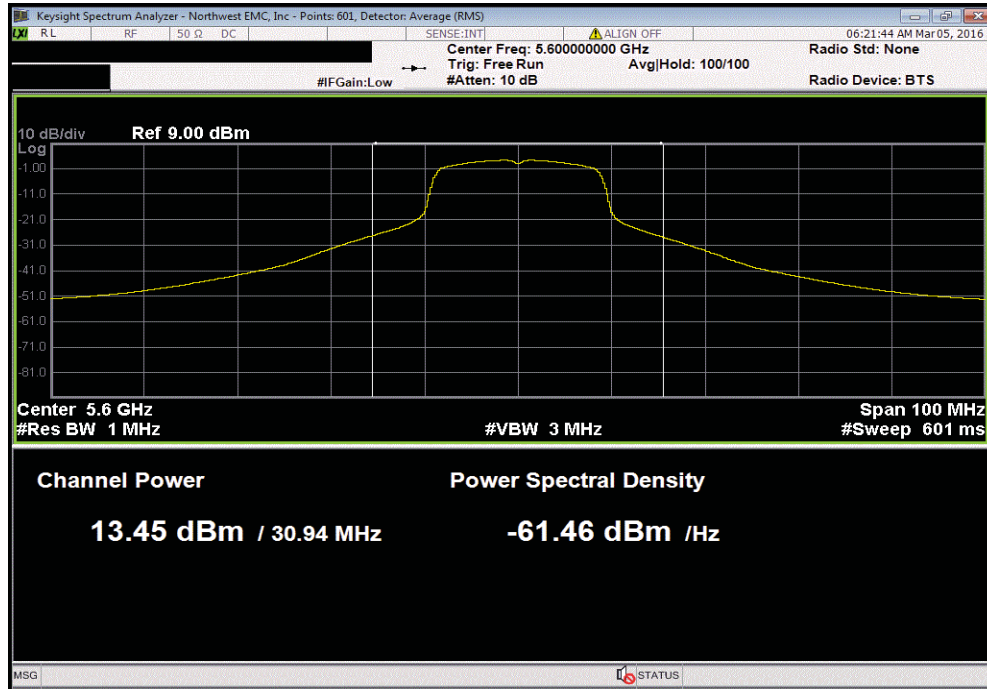 Keysight Spectrum Analyzer - Northwest EMC, Inc - Points: 601, Detector: Average (RMS)
LXI RL RF 50 Ω DC SENSE:INT ALIGN OFF 06:21:44 AM Mar 05, 2016
Center Freq: 5.600000000 GHz Radio Std: None
Trig: Free Run Avg|Hold: 100/100
#IFGain:Low #Atten: 10 dB Radio Device: BTS
10 dB/div Ref 9.00 dBm
Log
-1.00
-11.0
-21.0
-31.0
-41.0
-51.0
-61.0
-71.0
-81.0
Center 5.6 GHz Span 100 MHz
#Res BW 1 MHz #VBW 3 MHz #Sweep 601 ms
Channel Power Power Spectral Density
13.45 dBm / 30.94 MHz -61.46 dBm /Hz
MSG STATUS